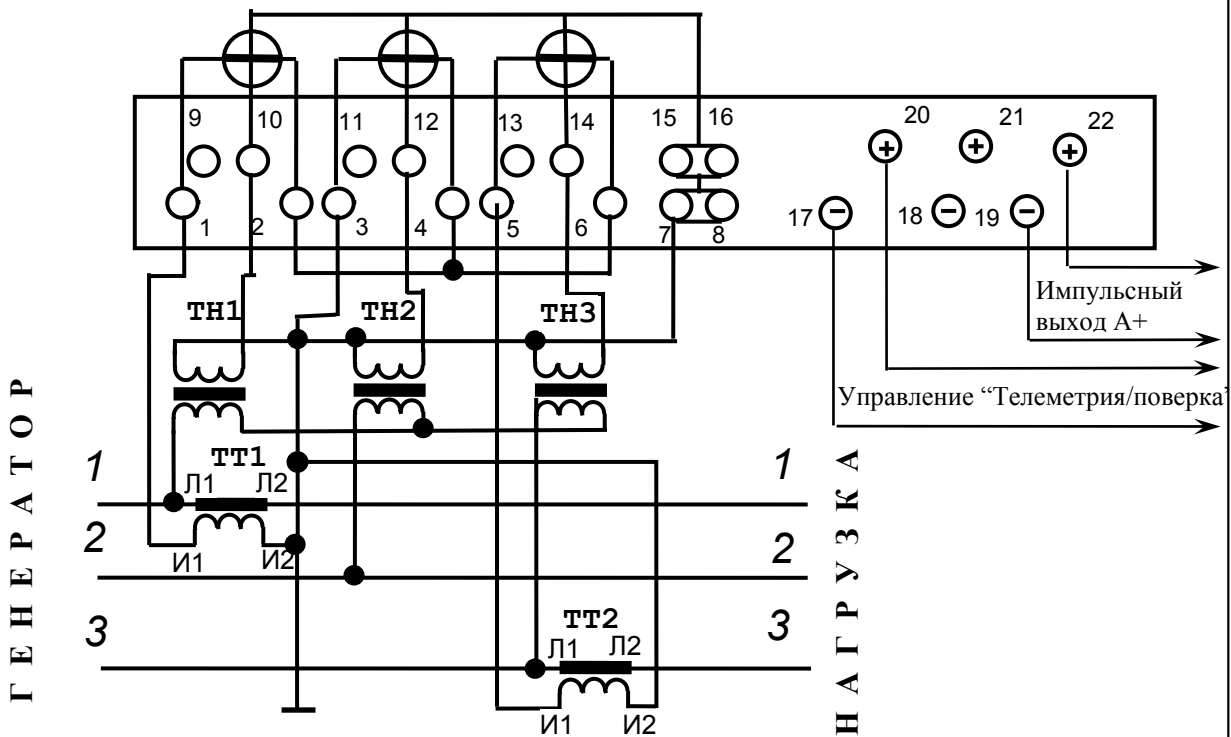 9 10 11 12 13 14 15 16 20 21 22
1 2 3 4 5 6 7 8 17 18 19
ТН1 ТН2 ТН3
Импульсный
выход А+
Управление “Телеметрия/поверка”
ГЕНЕРАТОР
НАГРУЗКА
ТТ1
1 Л1 Л2 1
2 И1 И2 2
ТТ2
3 Л1 Л2 3
И1 И2